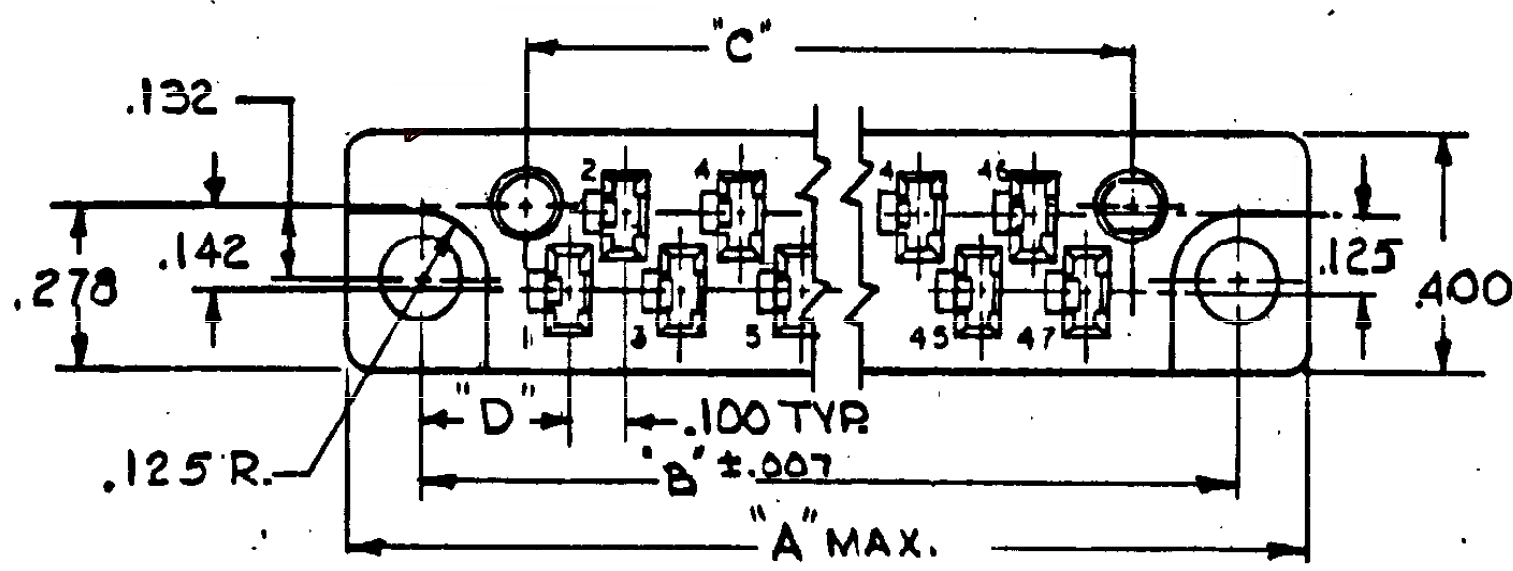 "C"
.132
2 4 4 46
.142
.125
.278
.400
1 3 5 45 47
"D"
.100 TYP.
.125 R.
"B" ±.007
"A" MAX.